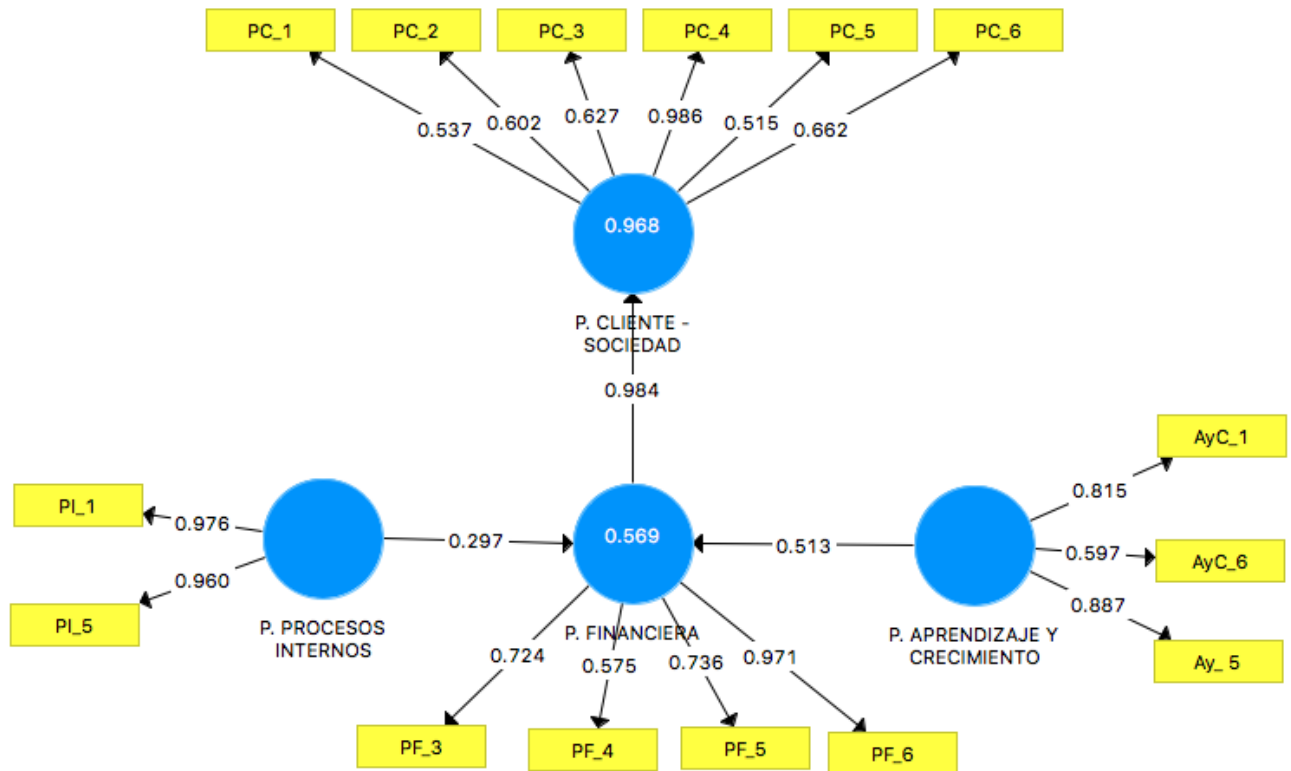 PC_1 PC_2 PC_3 PC_4 PC_5 PC_6
0.537 0.602 0.627 0.986 0.515 0.662
0.968
P. CLIENTE -
SOCIEDAD
0.984
AyC_1
0.815
PI_1
0.976
0.297
0.569
0.513
0.597
AyC_6
0.960
PI_5
0.887
P. PROCESOS
INTERNOS
P. FINANCIERA
P. APRENDIZAJE Y
CRECIMIENTO
Ay_ 5
0.724 0.575 0.736 0.971
PF_3 PF_4 PF_5 PF_6